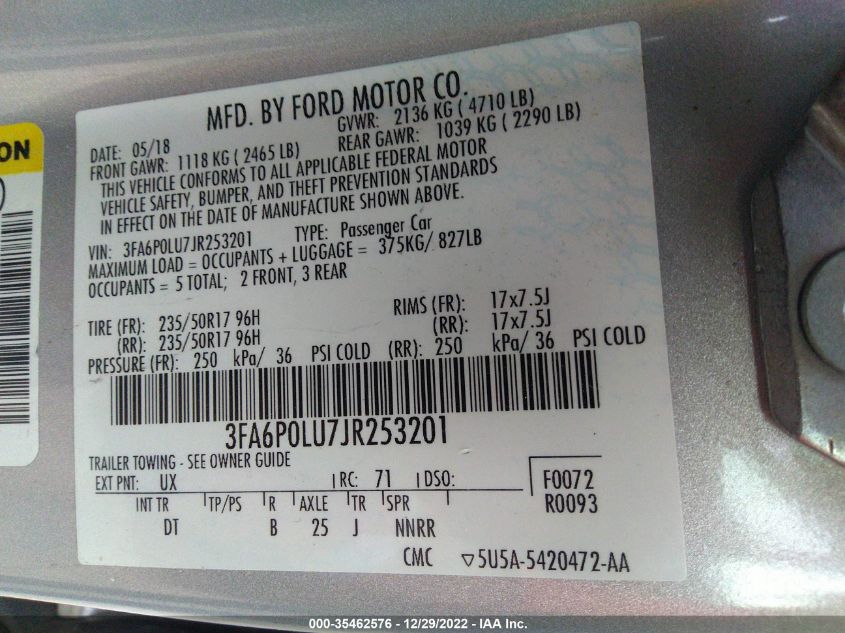 ON
MFD. BY FORD MOTOR CO.
DATE: 05/18 GVWR: 2136 KG ( 4710 LB)
FRONT GAWR: 1118 KG ( 2465 LB) REAR GAWR: 1039 KG ( 2290 LB)
THIS VEHICLE CONFORMS TO ALL APPLICABLE FEDERAL MOTOR
VEHICLE SAFETY, BUMPER, AND THEFT PREVENTION STANDARDS
IN EFFECT ON THE DATE OF MANUFACTURE SHOWN ABOVE.
VIN: 3FA6P0LU7JR253201 TYPE: Passenger Car
MAXIMUM LOAD = OCCUPANTS + LUGGAGE = 375KG/ 827LB
OCCUPANTS = 5 TOTAL; 2 FRONT, 3 REAR
TIRE (FR): 235/50R17 96H RIMS (FR): 17x7.5J
(RR): 235/50R17 96H (RR): 17x7.5J
PRESSURE (FR): 250 kPa/ 36 PSI COLD (RR): 250 kPa/ 36 PSI COLD
3FA6P0LU7JR253201
TRAILER TOWING - SEE OWNER GUIDE
EXT PNT: UX RC: 71 DSO: F0072
INT TR TP/PS R AXLE TR SPR R0093
DT B 25 J NNRR
CMC ▽5U5A-5420472-AA
000-35462576 - 12/29/2022 - IAA Inc.